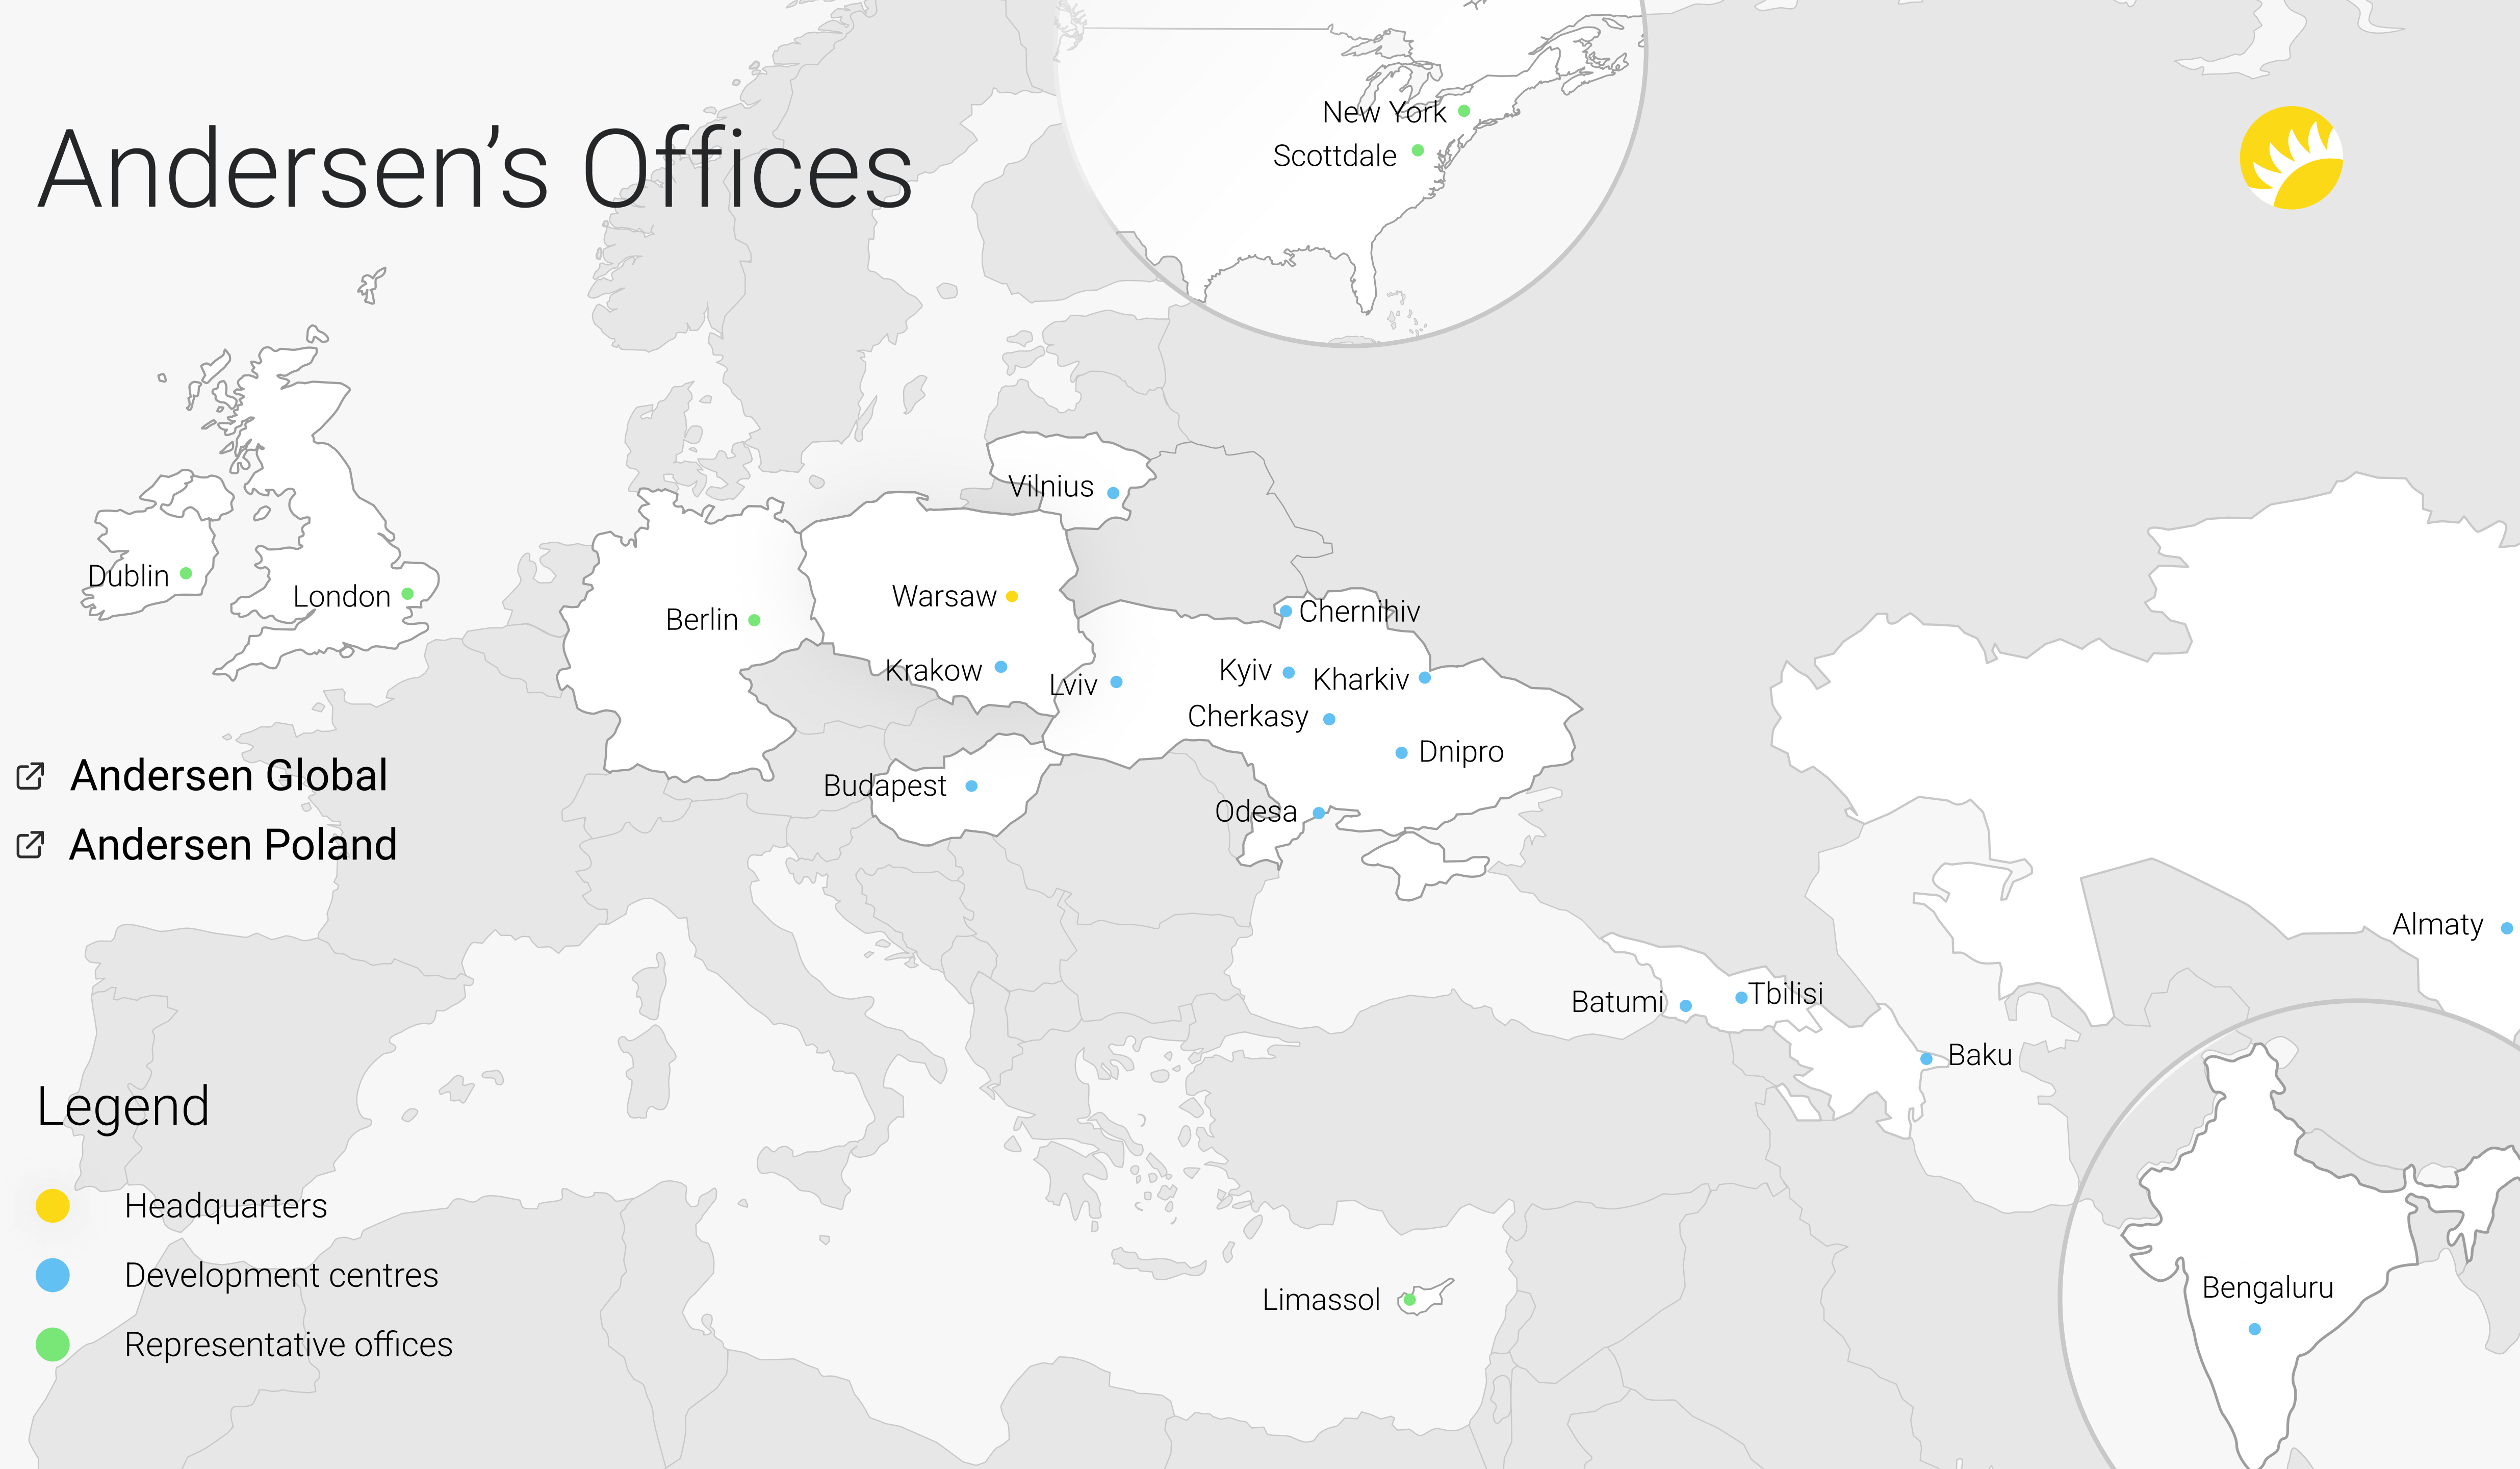 New York
Andersen's Offices
Scottdale
Vilnius
Dublin
London
Warsaw
Berlin
Chernihiv
Krakow
Lviv
Kyiv
Kharkiv
Cherkasy
Dnipro
Andersen Global
Budapest
Odesa
Andersen Poland
Almaty
Batumi
Tbilisi
Baku
Legend
Headquarters
Development centres
Bengaluru
Limassol
Representative offices